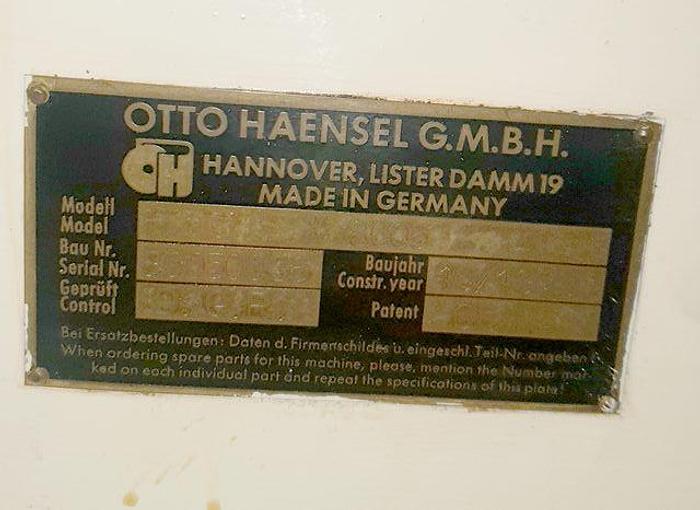 OTTO HAENSEL G.M.B.H.
HANNOVER, LISTER DAMM 19
MADE IN GERMANY
Modell
Model
Bau Nr.
Serial Nr.
Baujahr
Constr. year
Geprüft
Control
Patent
Bei Ersatzbestellungen: Daten d. Firmenschildes u. eingeschl. Teil-Nr. angeben
When ordering spare parts for this machine, please, mention the Number mar-
ked on each individual part and repeat the specifications of this plate!